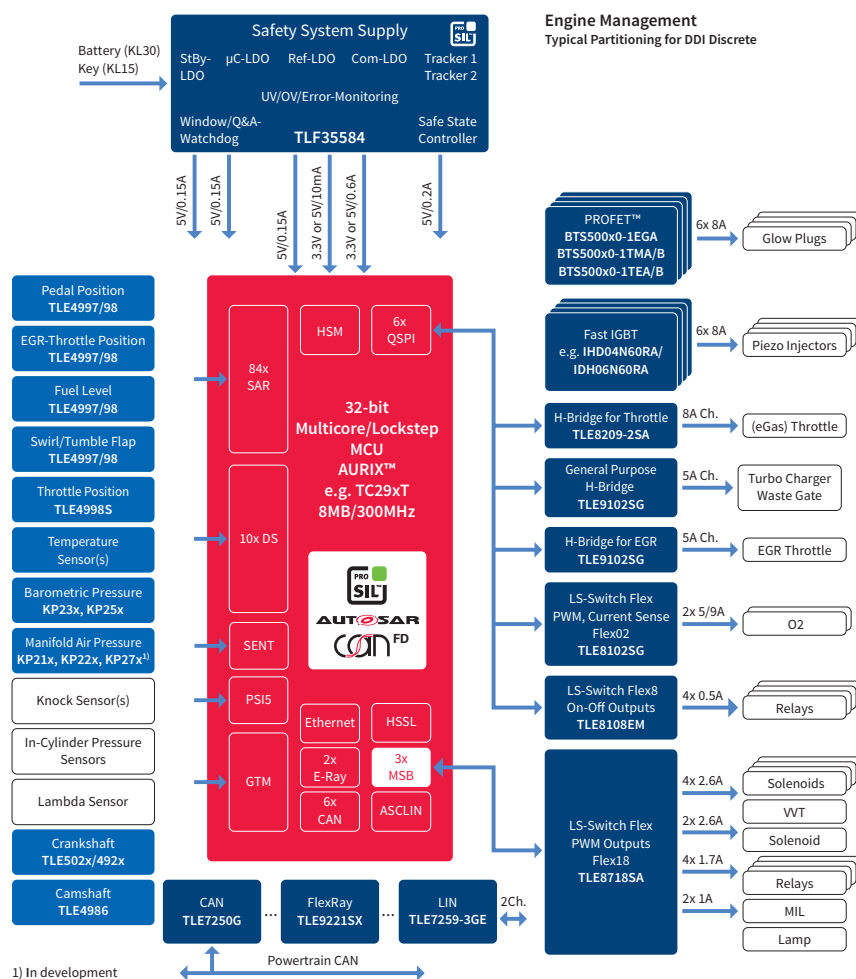 Engine Management
Typical Partitioning for DDI Discrete
Battery (KL30)
Key (KL15)
Safety System Supply
PRO
SIL™
StBy-
LDO
µC-LDO
Ref-LDO
Com-LDO
Tracker 1
Tracker 2
UV/OV/Error-Monitoring
Window/Q&A-
Watchdog
TLF35584
Safe State
Controller
5V/0.15A
5V/0.15A
5V/0.15A
3.3V or 5V/10mA
3.3V or 5V/0.6A
5V/0.2A
Pedal Position
TLE4997/98
EGR-Throttle Position
TLE4997/98
Fuel Level
TLE4997/98
Swirl/Tumble Flap
TLE4997/98
Throttle Position
TLE4998S
Temperature
Sensor(s)
Barometric Pressure
KP23x, KP25x
Manifold Air Pressure
KP21x, KP22x, KP27x1)
Knock Sensor(s)
In-Cylinder Pressure
Sensors
Lambda Sensor
Crankshaft
TLE502x/492x
Camshaft
TLE4986
84x
SAR
HSM
6x
QSPI
32-bit
Multicore/Lockstep
MCU
AURIX™
e.g. TC29xT
8MB/300MHz
10x DS
PRO
SIL™
AUTOSAR
CAN FD
SENT
PSI5
GTM
Ethernet
HSSL
2x
E-Ray
3x
MSB
6x
CAN
ASCLIN
PROFET™
BTS500x0-1EGA
BTS500x0-1TMA/B
BTS500x0-1TEA/B
6x 8A
Glow Plugs
Fast IGBT
e.g. IHD04N60RA/
IDH06N60RA
6x 8A
Piezo Injectors
H-Bridge for Throttle
TLE8209-2SA
8A Ch.
(eGas) Throttle
General Purpose
H-Bridge
TLE9102SG
5A Ch.
Turbo Charger
Waste Gate
H-Bridge for EGR
TLE9102SG
5A Ch.
EGR Throttle
LS-Switch Flex
PWM, Current Sense
Flex02
TLE8102SG
2x 5/9A
O2
LS-Switch Flex8
On-Off Outputs
TLE8108EM
4x 0.5A
Relays
LS-Switch Flex
PWM Outputs
Flex18
TLE8718SA
4x 2.6A
Solenoids
VVT
2x 2.6A
Solenoid
4x 1.7A
Relays
2x 1A
MIL
Lamp
CAN
TLE7250G
...
FlexRay
TLE9221SX
...
LIN
TLE7259-3GE
2Ch.
Powertrain CAN
1) In development